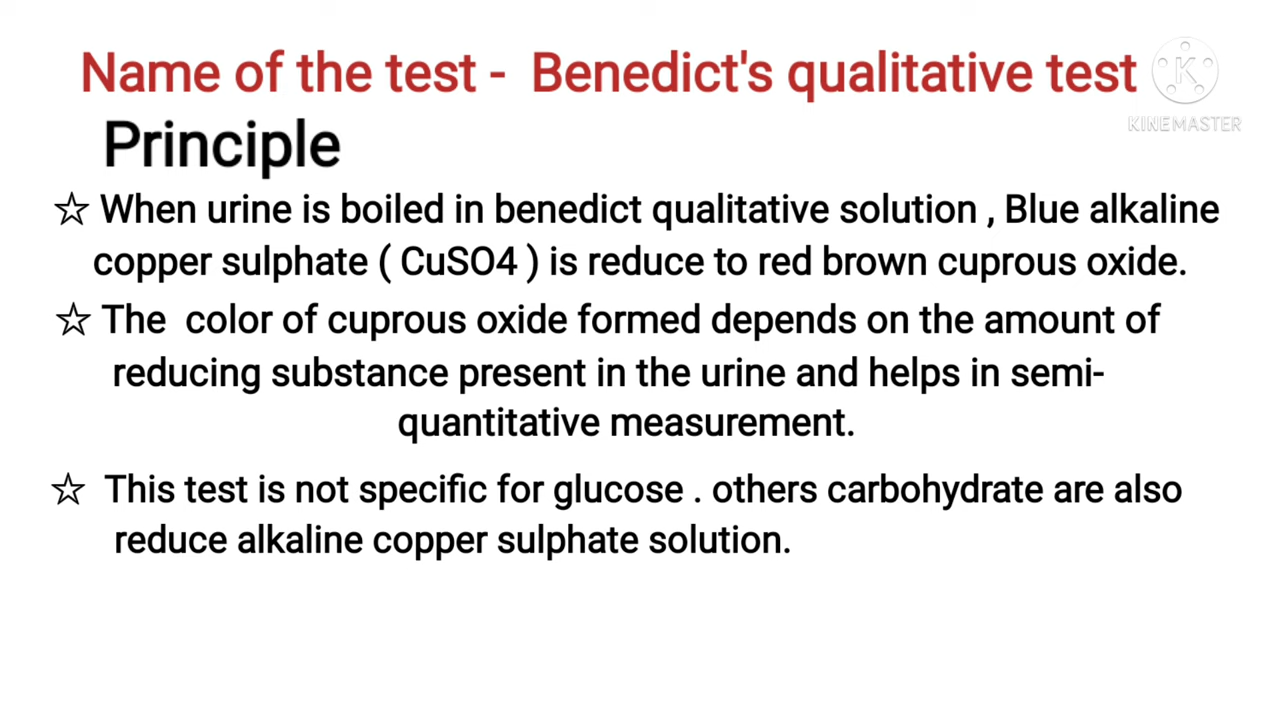 Name of the test - Benedict's qualitative test
KINEMASTER
Principle
☆ When urine is boiled in benedict qualitative solution , Blue alkaline
copper sulphate ( CuSO4 ) is reduce to red brown cuprous oxide.
☆ The color of cuprous oxide formed depends on the amount of
reducing substance present in the urine and helps in semi-
quantitative measurement.
☆ This test is not specific for glucose . others carbohydrate are also
reduce alkaline copper sulphate solution.